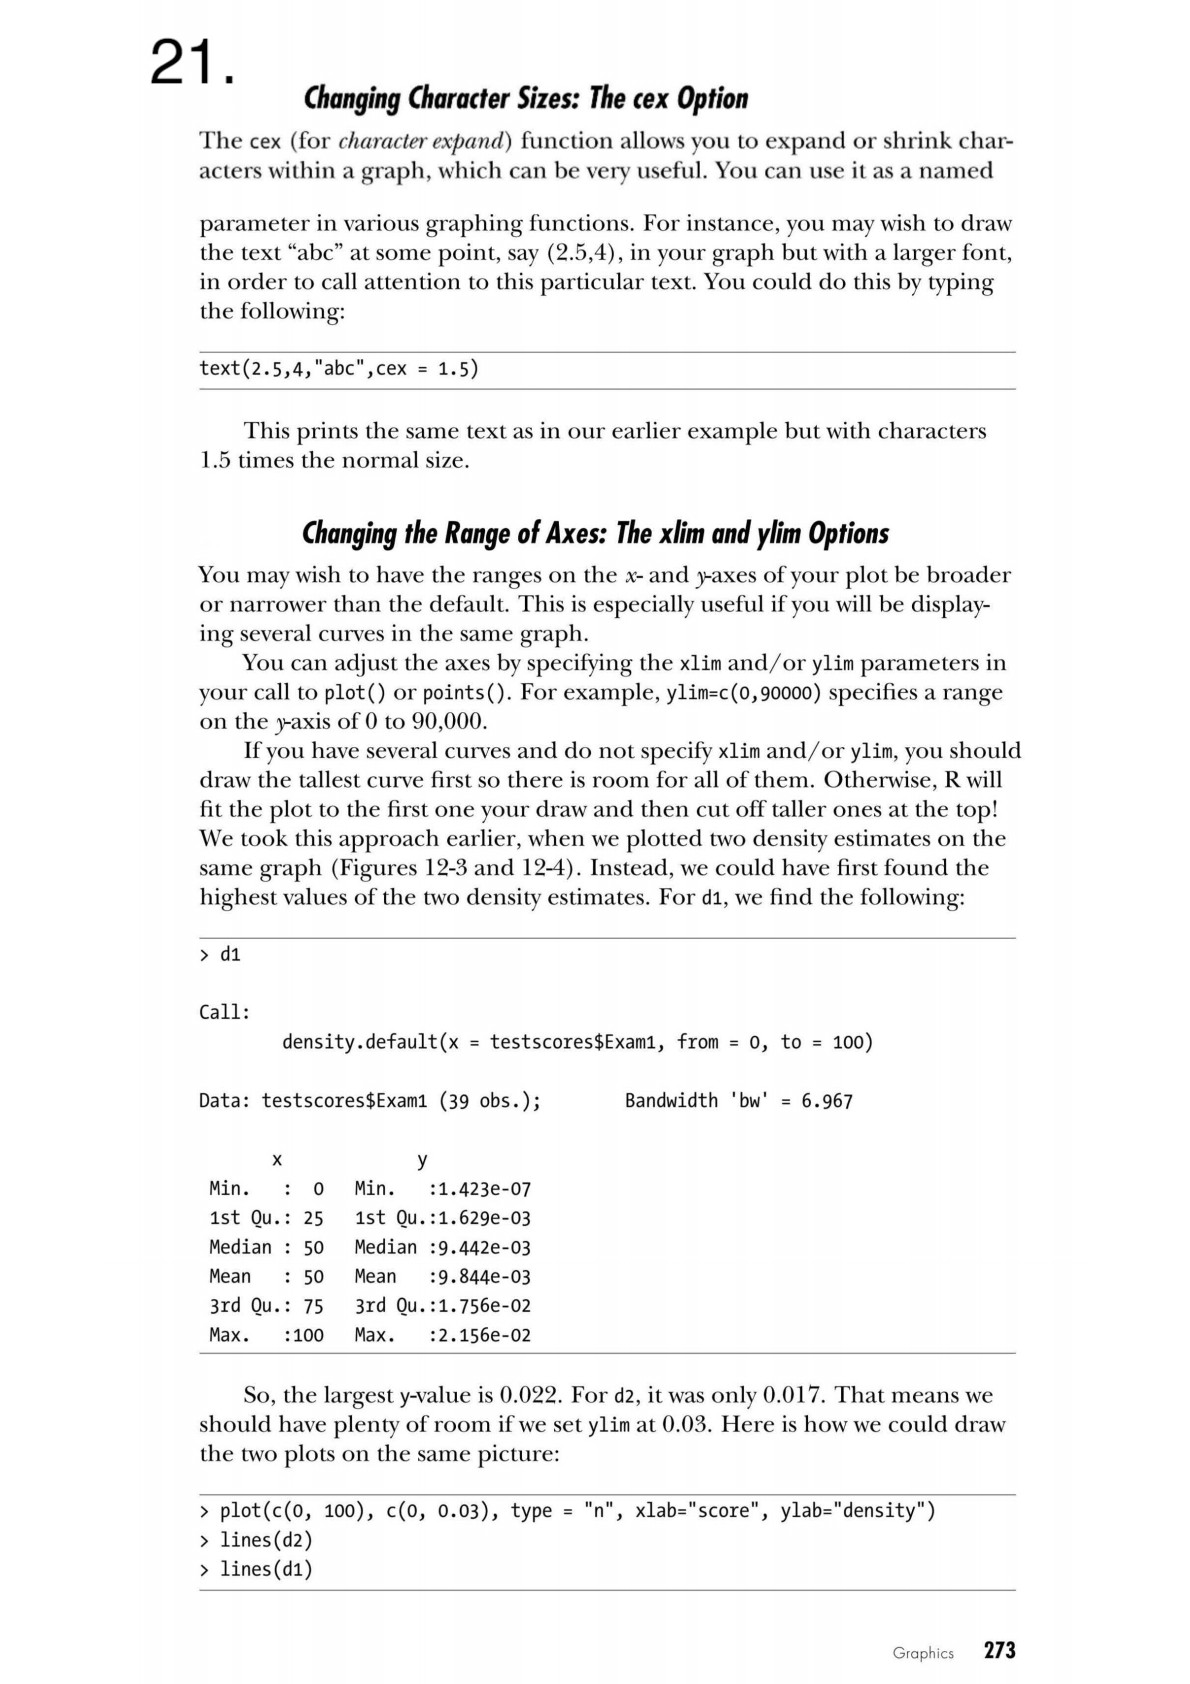 21.
Changing Character Sizes: The cex Option
The cex (for character expand) function allows you to expand or shrink char-
acters within a graph, which can be very useful. You can use it as a named
parameter in various graphing functions. For instance, you may wish to draw
the text “abc” at some point, say (2.5,4), in your graph but with a larger font,
in order to call attention to this particular text. You could do this by typing
the following:
text(2.5,4,"abc",cex = 1.5)
This prints the same text as in our earlier example but with characters
1.5 times the normal size.
Changing the Range of Axes: The xlim and ylim Options
You may wish to have the ranges on the x- and y-axes of your plot be broader
or narrower than the default. This is especially useful if you will be display-
ing several curves in the same graph.
You can adjust the axes by specifying the xlim and/or ylim parameters in
your call to plot() or points(). For example, ylim=c(0,90000) specifies a range
on the y-axis of 0 to 90,000.
If you have several curves and do not specify xlim and/or ylim, you should
draw the tallest curve first so there is room for all of them. Otherwise, R will
fit the plot to the first one your draw and then cut off taller ones at the top!
We took this approach earlier, when we plotted two density estimates on the
same graph (Figures 12-3 and 12-4). Instead, we could have first found the
highest values of the two density estimates. For d1, we find the following:
> d1
Call:
density.default(x = testscores$Exam1, from = 0, to = 100)
Data: testscores$Exam1 (39 obs.); Bandwidth 'bw' = 6.967
x y
Min. : 0 Min. :1.423e-07
1st Qu.: 25 1st Qu.:1.629e-03
Median : 50 Median :9.442e-03
Mean : 50 Mean :9.844e-03
3rd Qu.: 75 3rd Qu.:1.756e-02
Max. :100 Max. :2.156e-02
So, the largest y-value is 0.022. For d2, it was only 0.017. That means we
should have plenty of room if we set ylim at 0.03. Here is how we could draw
the two plots on the same picture:
> plot(c(0, 100), c(0, 0.03), type = "n", xlab="score", ylab="density")
> lines(d2)
> lines(d1)
Graphics 273